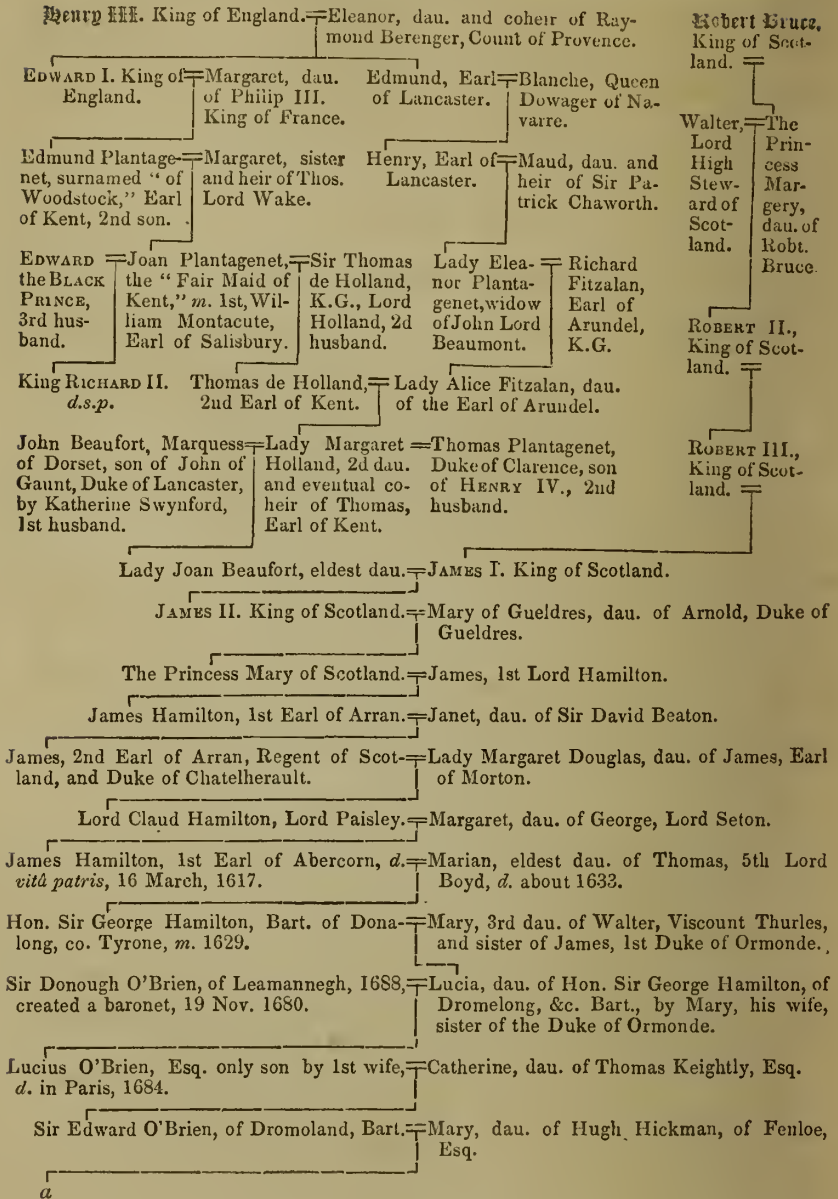 Henry III. King of England.=Eleanor, dau. and coheir of Ray-
mond Berenger, Count of Provence.
Robert Bruce,
King of Scot-
land.
EDWARD I. King of
England.
Margaret, dau.
of Philip III.
King of France.
Edmund, Earl
of Lancaster.
Blanche, Queen
Dowager of Na-
varre.
Walter,
Lord
High
Stew-
ard of
Scot-
land.
The
Prin-
cess
Mar-
gery,
dau. of
Robt.
Bruce.
Edmund Plantage-
net, surnamed "of
Woodstock," Earl
of Kent, 2nd son.
Margaret, sister
and heir of Thos.
Lord Wake.
Henry, Earl of
Lancaster.
Maud, dau. and
heir of Sir Pa-
trick Chaworth.
EDWARD
the BLACK
PRINCE,
3rd hus-
band.
Joan Plantagenet,
the "Fair Maid of
Kent," m. 1st, Wil-
liam Montacute,
Earl of Salisbury.
Sir Thomas
de Holland,
K.G., Lord
Holland, 2d
husband.
Lady Elea-
nor Planta-
genet, widow
of John Lord
Beaumont.
Richard
Fitzalan,
Earl of
Arundel,
K.G.
ROBERT II.,
King of Scot-
land.
King RICHARD II.
d.s.p.
Thomas de Holland,
2nd Earl of Kent.
Lady Alice Fitzalan, dau.
of the Earl of Arundel.
John Beaufort, Marquess
of Dorset, son of John of
Gaunt, Duke of Lancaster,
by Katherine Swynford,
1st husband.
Lady Margaret
Holland, 2d dau.
and eventual co-
heir of Thomas,
Earl of Kent.
Thomas Plantagenet,
Duke of Clarence, son
of HENRY IV., 2nd
husband.
ROBERT III.,
King of Scot-
land.
Lady Joan Beaufort, eldest dau.=JAMES I. King of Scotland.
JAMES II. King of Scotland.=Mary of Gueldres, dau. of Arnold, Duke of
Gueldres.
The Princess Mary of Scotland.=James, 1st Lord Hamilton.
James Hamilton, 1st Earl of Arran.=Janet, dau. of Sir David Beaton.
James, 2nd Earl of Arran, Regent of Scot-
land, and Duke of Chatelherault.
Lady Margaret Douglas, dau. of James, Earl
of Morton.
Lord Claud Hamilton, Lord Paisley.=Margaret, dau. of George, Lord Seton.
James Hamilton, 1st Earl of Abercorn, d.
vitâ patris, 16 March, 1617.
Marian, eldest dau. of Thomas, 5th Lord
Boyd, d. about 1633.
Hon. Sir George Hamilton, Bart. of Dona-
long, co. Tyrone, m. 1629.
Mary, 3rd dau. of Walter, Viscount Thurles,
and sister of James, 1st Duke of Ormonde.
Sir Donough O'Brien, of Leamannegh, 1688,
created a baronet, 19 Nov. 1680.
Lucia, dau. of Hon. Sir George Hamilton, of
Dromelong, &c. Bart., by Mary, his wife,
sister of the Duke of Ormonde.
Lucius O'Brien, Esq. only son by 1st wife,
d. in Paris, 1684.
Catherine, dau. of Thomas Keightly, Esq.
Sir Edward O'Brien, of Dromoland, Bart.=Mary, dau. of Hugh Hickman, of Fenloe,
Esq.
a